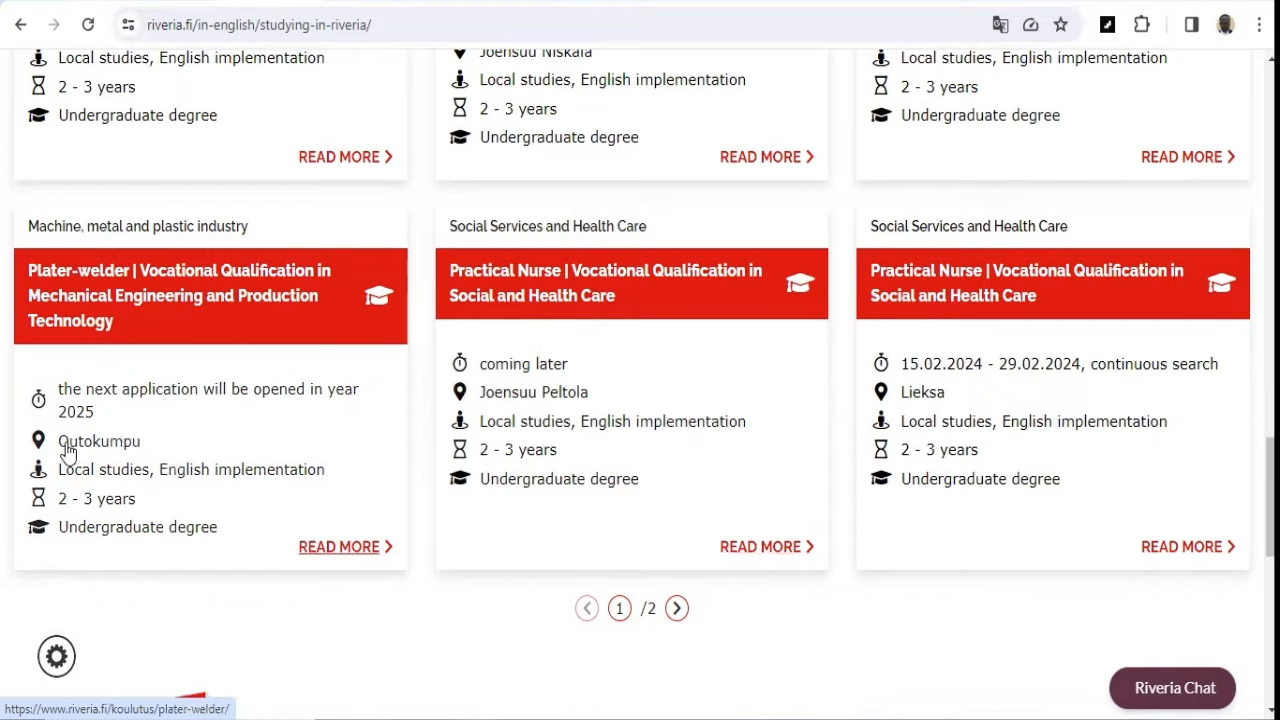 riveria.fi/in-english/studying-in-riveria/
Local studies, English implementation
2 - 3 years
Undergraduate degree
READ MORE
Joensuu Niskala
Local studies, English implementation
2 - 3 years
Undergraduate degree
READ MORE
Local studies, English implementation
2 - 3 years
Undergraduate degree
READ MORE
Machine, metal and plastic industry
Plater-welder | Vocational Qualification in
Mechanical Engineering and Production
Technology
the next application will be opened in year
2025
Outokumpu
Local studies, English implementation
2 - 3 years
Undergraduate degree
READ MORE
Social Services and Health Care
Practical Nurse | Vocational Qualification in
Social and Health Care
coming later
Joensuu Peltola
Local studies, English implementation
2 - 3 years
Undergraduate degree
READ MORE
Social Services and Health Care
Practical Nurse | Vocational Qualification in
Social and Health Care
15.02.2024 - 29.02.2024, continuous search
Lieksa
Local studies, English implementation
2 - 3 years
Undergraduate degree
READ MORE
1 /2
Riveria Chat
https://www.riveria.fi/koulutus/plater-welder/